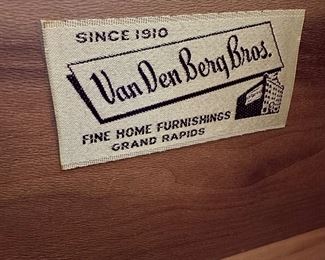 SINCE 1910
Van Den Berg Bros.
FINE HOME FURNISHINGS
GRAND RAPIDS